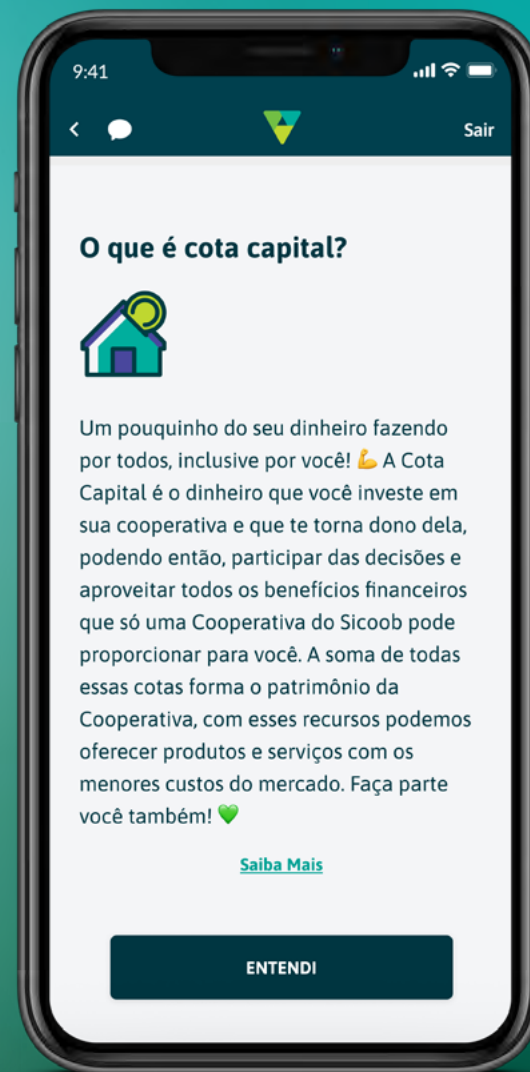 9:41
Sair
O que é cota capital?
Um pouquinho do seu dinheiro fazendo
por todos, inclusive por você! 💪 A Cota
Capital é o dinheiro que você investe em
sua cooperativa e que te torna dono dela,
podendo então, participar das decisões e
aproveitar todos os benefícios financeiros
que só uma Cooperativa do Sicoob pode
proporcionar para você. A soma de todas
essas cotas forma o patrimônio da
Cooperativa, com esses recursos podemos
oferecer produtos e serviços com os
menores custos do mercado. Faça parte
você também! 💚
Saiba Mais
ENTENDI